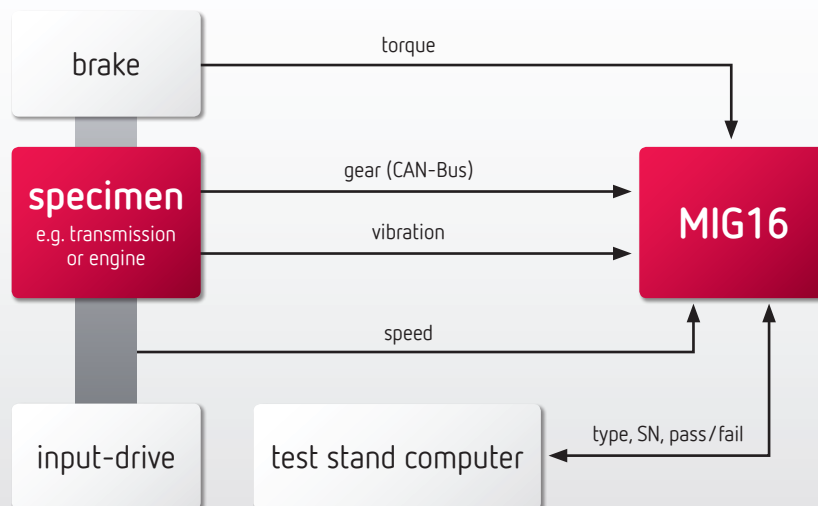 brake
torque
specimen
e.g. transmission
or engine
gear (CAN-Bus)
vibration
MIG16
speed
input-drive
test stand computer
type, SN, pass/fail